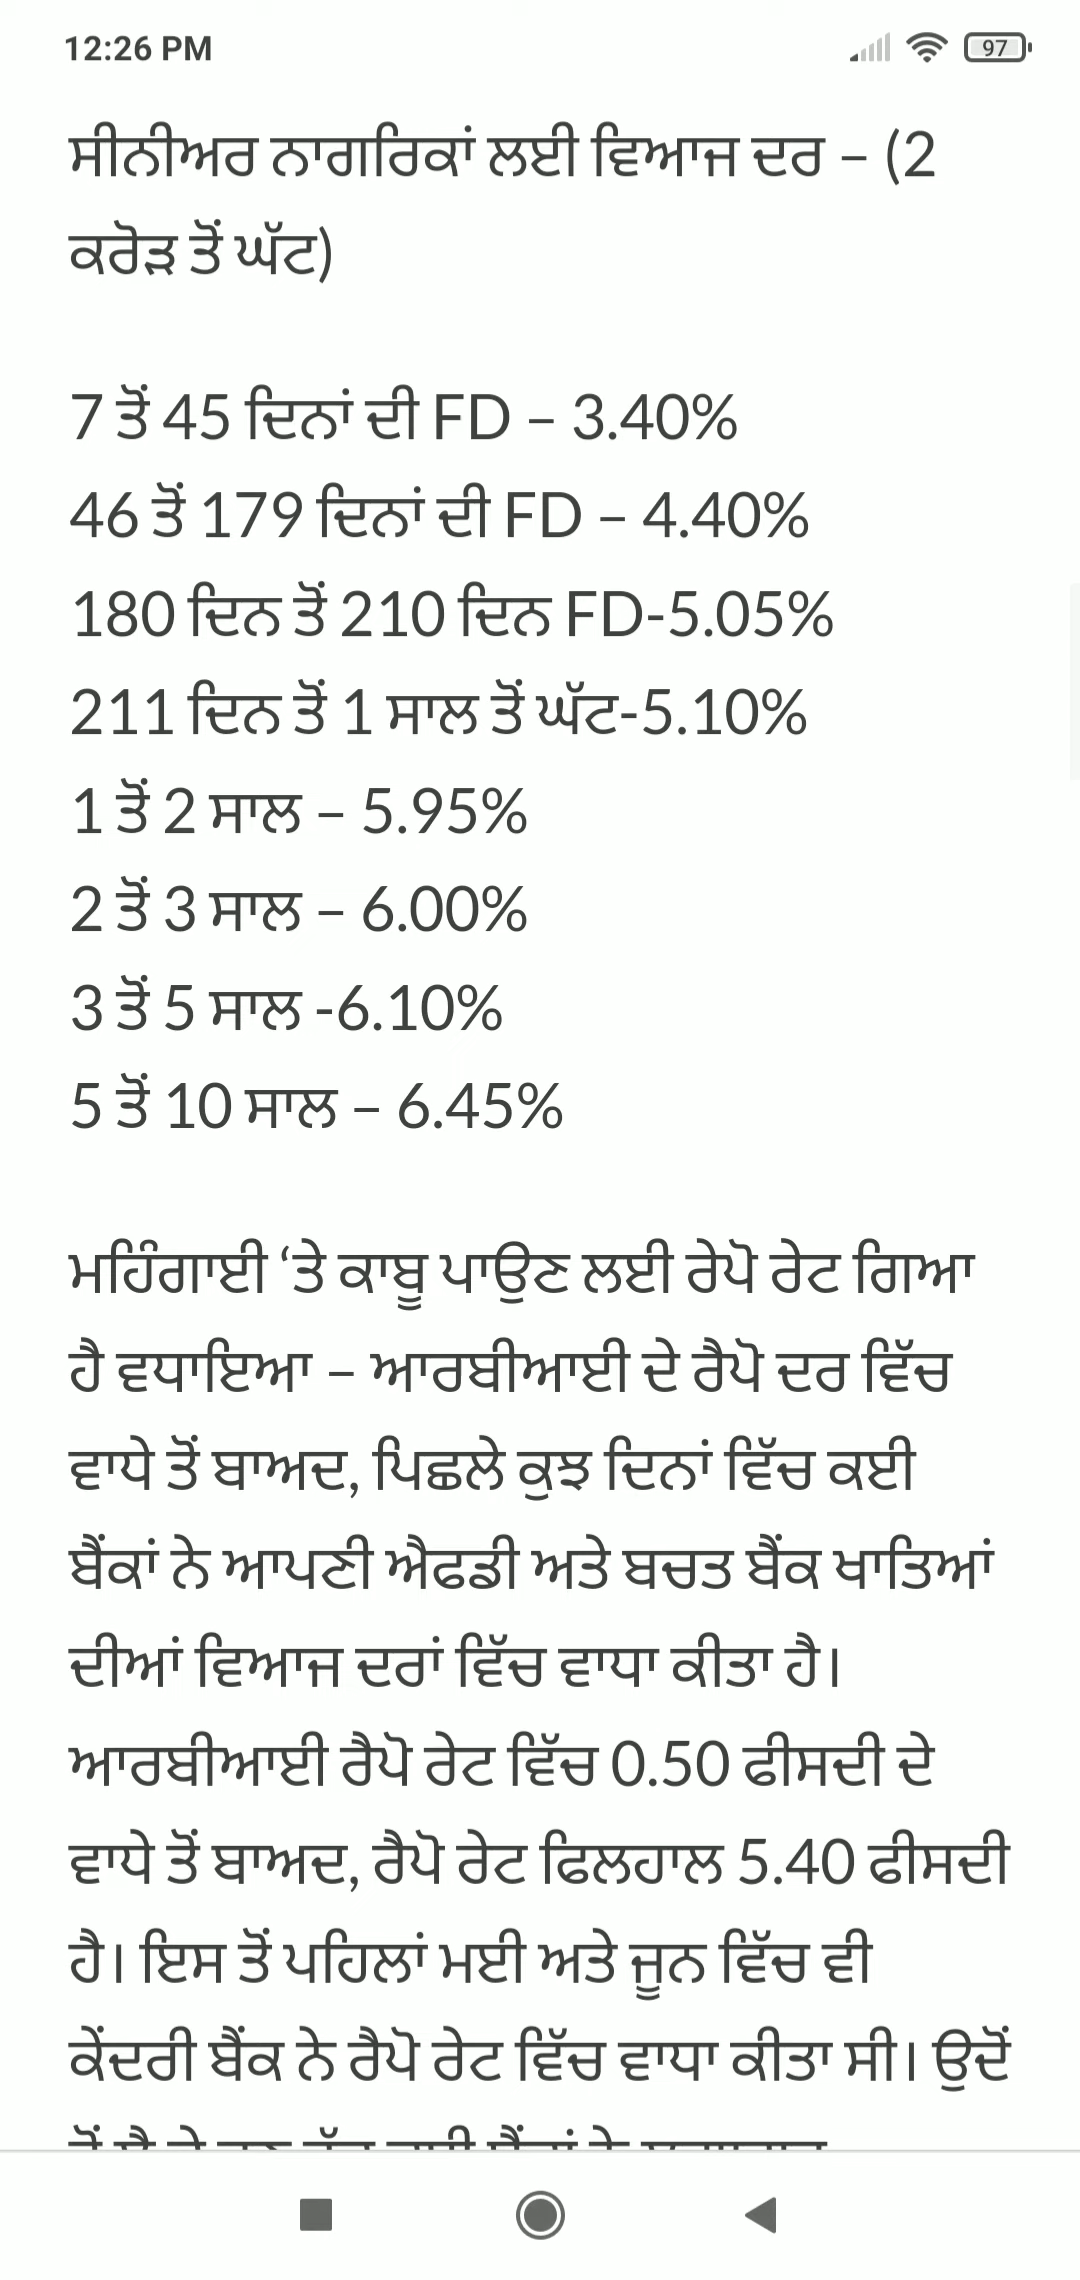 12:26 PM
97
ਸੀਨੀਅਰ ਨਾਗਰਿਕਾਂ ਲਈ ਵਿਆਜ ਦਰ – (2
ਕਰੋੜ ਤੋਂ ਘੱਟ)
7 ਤੋਂ 45 ਦਿਨਾਂ ਦੀ FD – 3.40%
46 ਤੋਂ 179 ਦਿਨਾਂ ਦੀ FD – 4.40%
180 ਦਿਨ ਤੋਂ 210 ਦਿਨ FD-5.05%
211 ਦਿਨ ਤੋਂ 1 ਸਾਲ ਤੋਂ ਘੱਟ-5.10%
1 ਤੋਂ 2 ਸਾਲ – 5.95%
2 ਤੋਂ 3 ਸਾਲ – 6.00%
3 ਤੋਂ 5 ਸਾਲ -6.10%
5 ਤੋਂ 10 ਸਾਲ – 6.45%
ਮਹਿੰਗਾਈ ‘ਤੇ ਕਾਬੂ ਪਾਉਣ ਲਈ ਰੇਪੋ ਰੇਟ ਗਿਆ
ਹੈ ਵਧਾਇਆ – ਆਰਬੀਆਈ ਦੇ ਰੈਪੋ ਦਰ ਵਿੱਚ
ਵਾਧੇ ਤੋਂ ਬਾਅਦ, ਪਿਛਲੇ ਕੁਝ ਦਿਨਾਂ ਵਿੱਚ ਕਈ
ਬੈਂਕਾਂ ਨੇ ਆਪਣੀ ਐਫਡੀ ਅਤੇ ਬਚਤ ਬੈਂਕ ਖਾਤਿਆਂ
ਦੀਆਂ ਵਿਆਜ ਦਰਾਂ ਵਿੱਚ ਵਾਧਾ ਕੀਤਾ ਹੈ।
ਆਰਬੀਆਈ ਰੈਪੋ ਰੇਟ ਵਿੱਚ 0.50 ਫੀਸਦੀ ਦੇ
ਵਾਧੇ ਤੋਂ ਬਾਅਦ, ਰੈਪੋ ਰੇਟ ਫਿਲਹਾਲ 5.40 ਫੀਸਦੀ
ਹੈ। ਇਸ ਤੋਂ ਪਹਿਲਾਂ ਮਈ ਅਤੇ ਜੂਨ ਵਿੱਚ ਵੀ
ਕੇਂਦਰੀ ਬੈਂਕ ਨੇ ਰੈਪੋ ਰੇਟ ਵਿੱਚ ਵਾਧਾ ਕੀਤਾ ਸੀ। ਉਦੋਂ